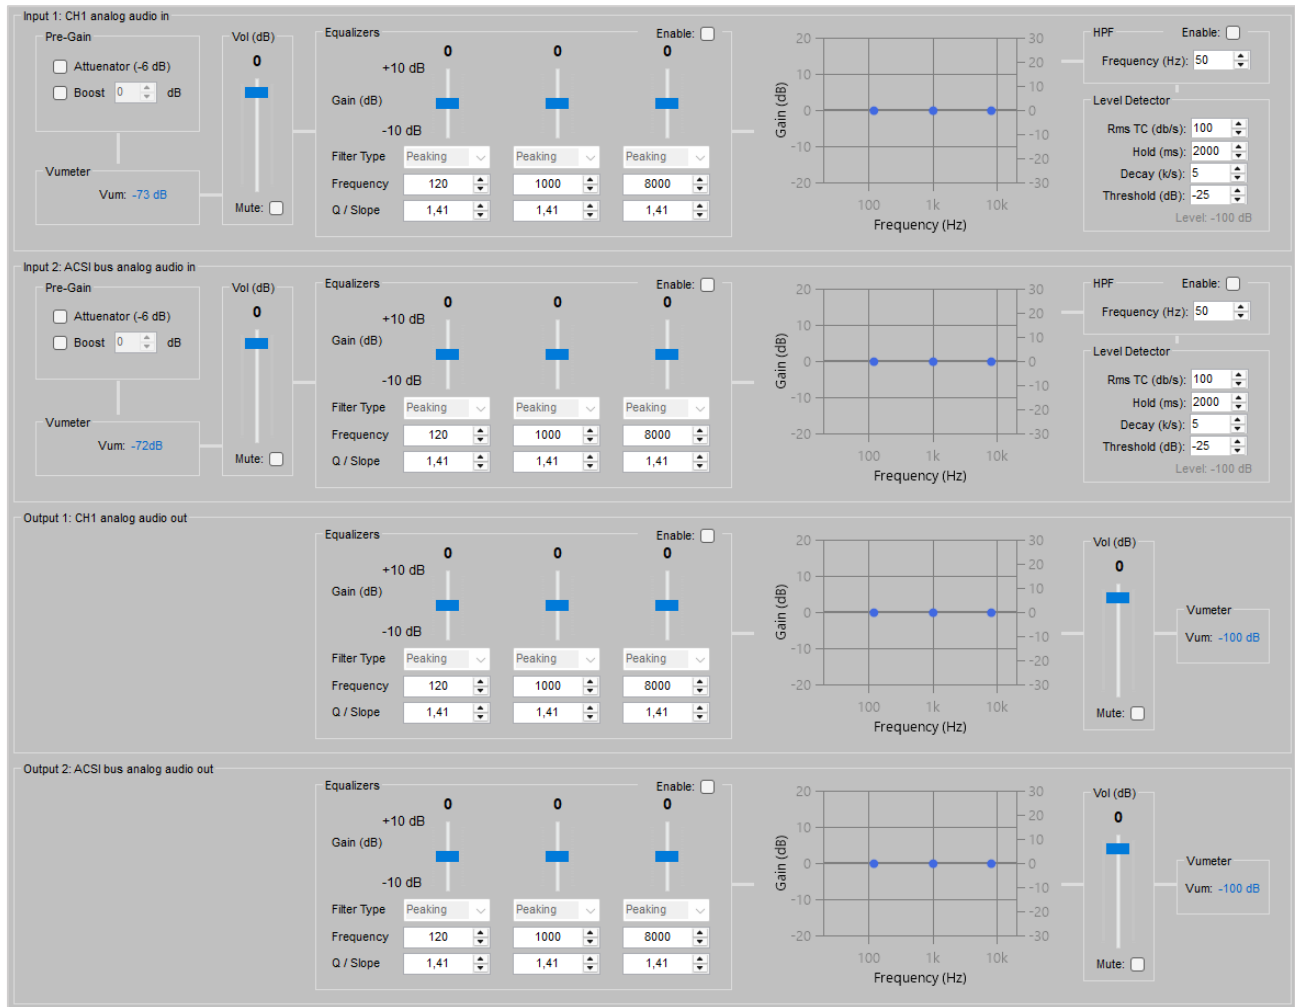 Input 1: CH1 analog audio in
Pre-Gain Vol (dB) Equalizers Enable: HPF Enable:
0 0 0 0 20 30
Attuenator (-6 dB) +10 dB 20 Frequency (Hz): 50
Boost 0 dB 10
Gain (dB) 10 Level Detector
Gain (dB) 0 0
-10 dB -10 Rms TC (db/s): 100
Filter Type Peaking Peaking Peaking -10 Hold (ms): 2000
Vumeter -20 Decay (k/s): 5
Frequency 120 1000 8000 -20 -30
Vum: -73 dB Threshold (dB): -25
Mute: Q / Slope 1,41 1,41 1,41 100 1k 10k Level: -100 dB
Frequency (Hz)
Input 2: ACSI bus analog audio in
Pre-Gain Vol (dB) Equalizers Enable: HPF Enable:
0 0 0 0 20 30
Attuenator (-6 dB) +10 dB 20 Frequency (Hz): 50
Boost 0 dB 10
Gain (dB) 10 Level Detector
Gain (dB) 0 0
-10 dB -10 Rms TC (db/s): 100
Filter Type Peaking Peaking Peaking -10 Hold (ms): 2000
Vumeter -20 Decay (k/s): 5
Frequency 120 1000 8000 -20 -30
Vum: -72dB Threshold (dB): -25
Mute: Q / Slope 1,41 1,41 1,41 100 1k 10k Level: -100 dB
Frequency (Hz)
Output 1: CH1 analog audio out
Equalizers Enable: 20 30 Vol (dB)
0 0 0 0
+10 dB 10 20
Gain (dB) 10
Gain (dB) 0 0 Vumeter
-10 dB -10 -10 Vum: -100 dB
Filter Type Peaking Peaking Peaking -20
Frequency 120 1000 8000 -20 -30
Q / Slope 1,41 1,41 1,41 100 1k 10k Mute:
Frequency (Hz)
Output 2: ACSI bus analog audio out
Equalizers Enable: 20 30 Vol (dB)
0 0 0 0
+10 dB 10 20
Gain (dB) 10
Gain (dB) 0 0 Vumeter
-10 dB -10 -10 Vum: -100 dB
Filter Type Peaking Peaking Peaking -20
Frequency 120 1000 8000 -20 -30
Q / Slope 1,41 1,41 1,41 100 1k 10k Mute:
Frequency (Hz)